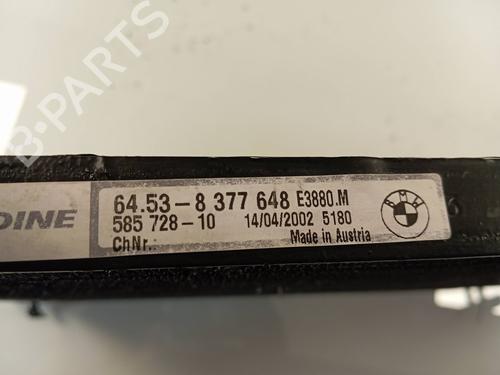 B-PARTS
DINE
64.53-8 377 648 E3880.M
585 728-10 14/04/2002 5180
ChNr.: Made in Austria
BMW